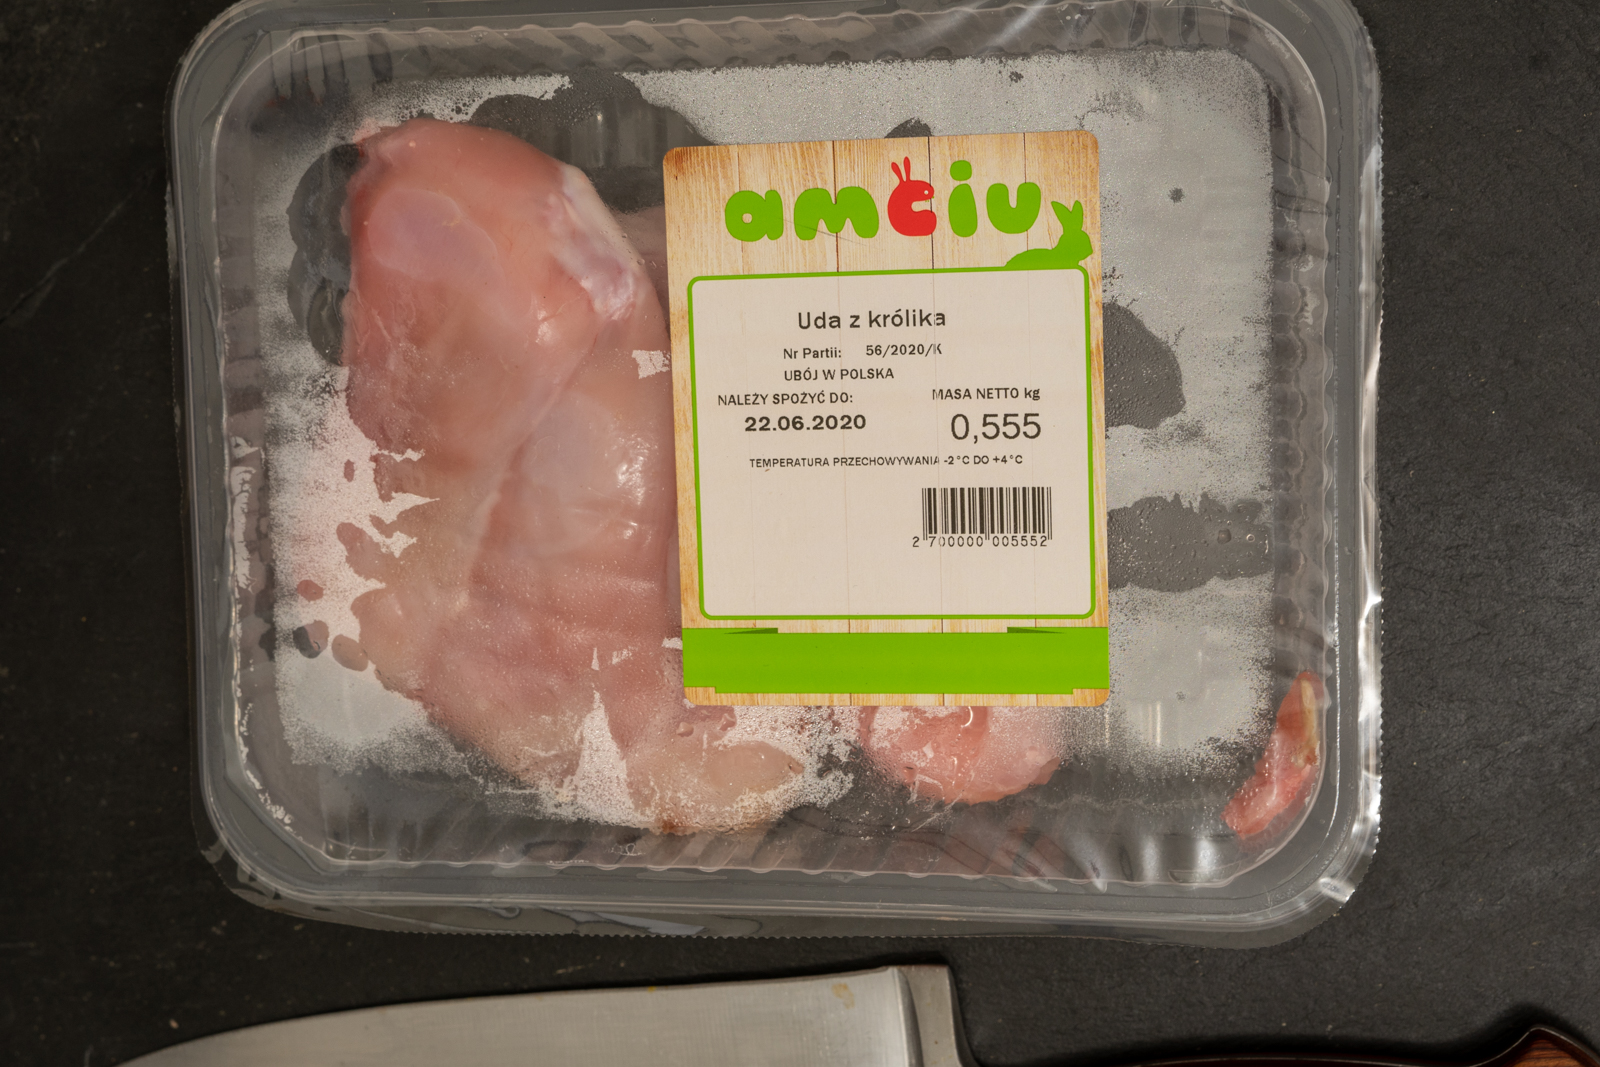 amciu
Uda z królika
Nr Partii: 56/2020/K
UBÓJ W POLSKA
NALEŻY SPOŻYĆ DO: MASA NETTO kg
22.06.2020 0,555
TEMPERATURA PRZECHOWYWANIA -2°C DO +4°C
2 700000 005552